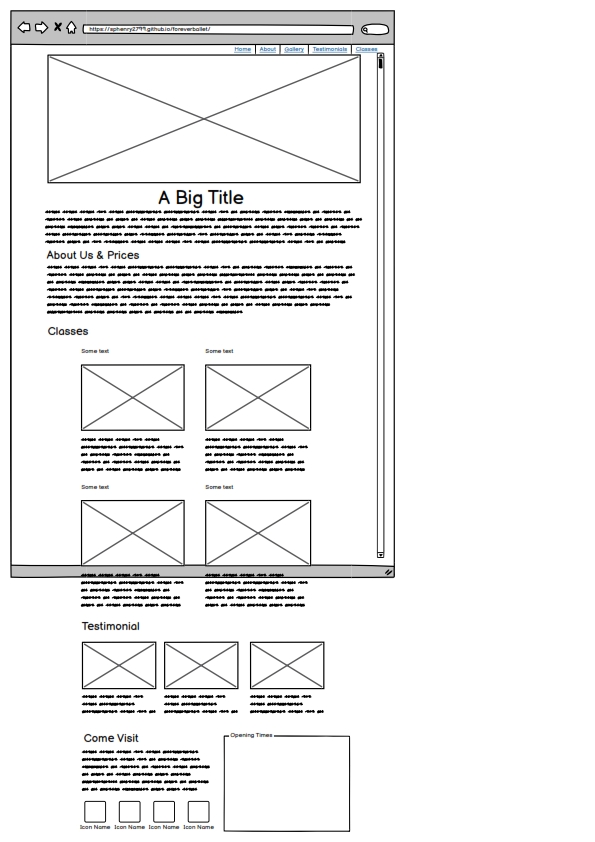 https://sphenry2799.github.io/foreverballet/
Home About Gallery Testimonials Classes
A Big Title
About Us & Prices
Classes
Some text Some text
Some text Some text
Testimonial
Come Visit
Opening Times
Icon Name Icon Name Icon Name Icon Name